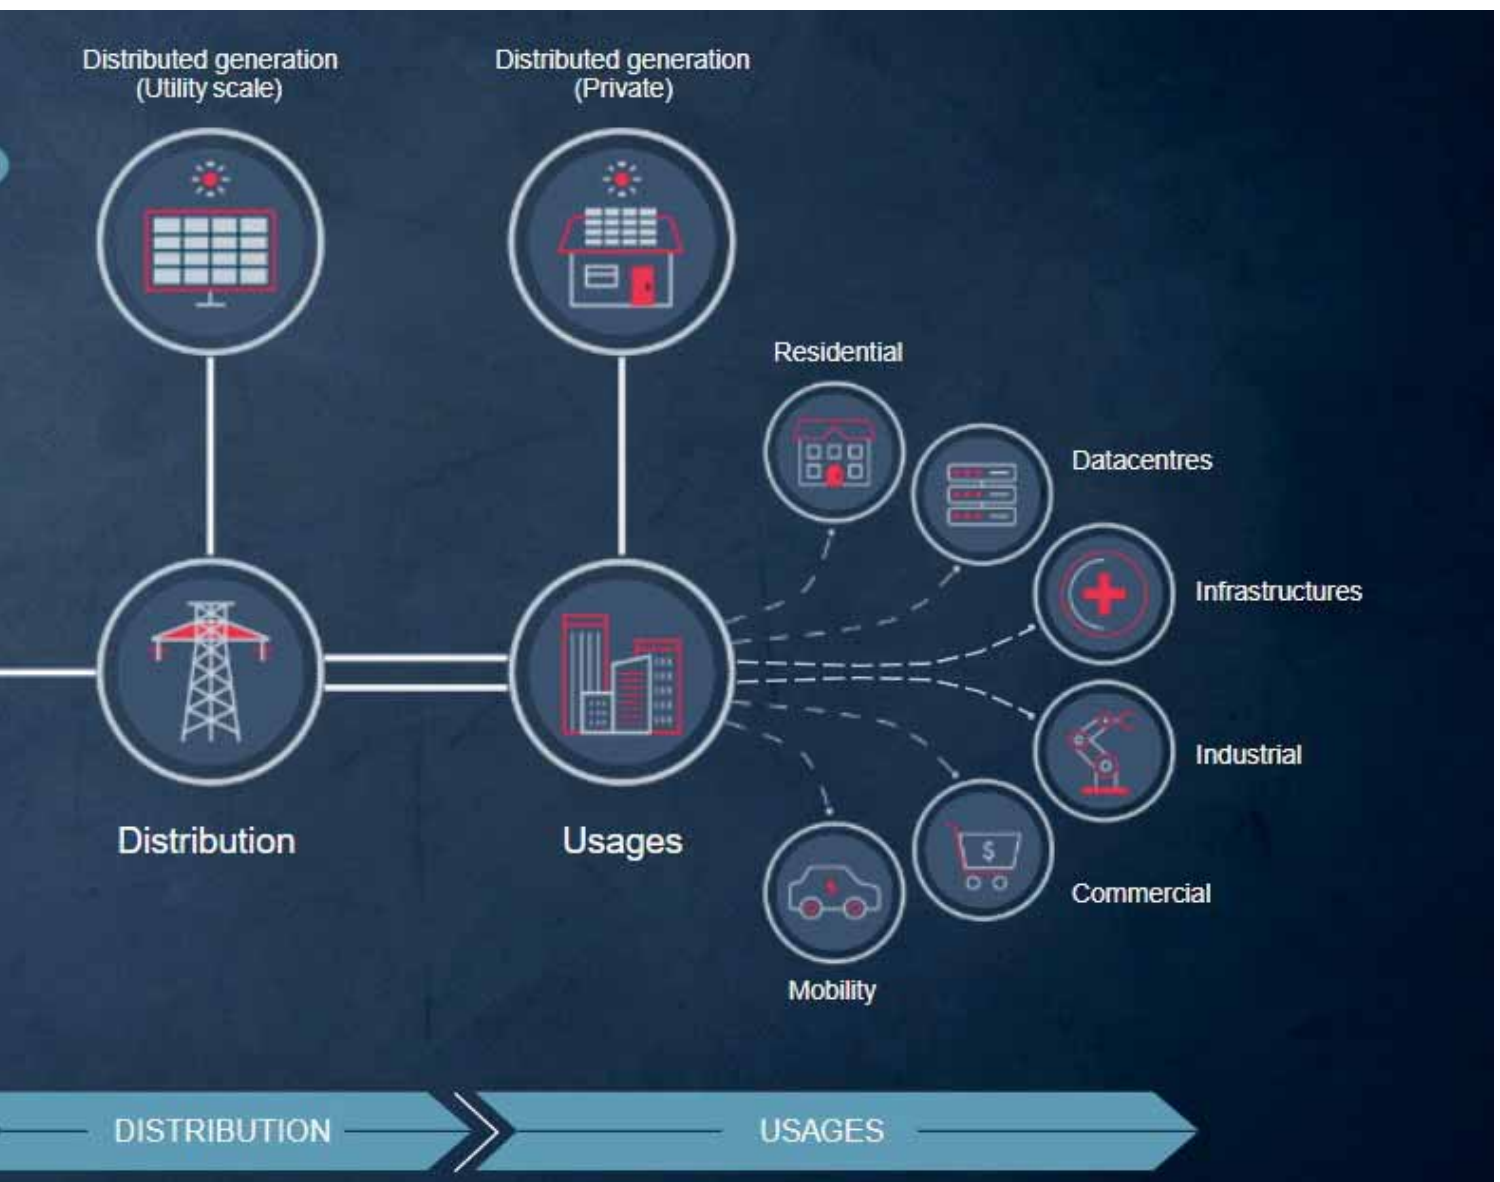 Distributed generation
(Utility scale)
Distributed generation
(Private)
Residential
Datacentres
Infrastructures
Industrial
$
Commercial
Mobility
Distribution
Usages
DISTRIBUTION
USAGES